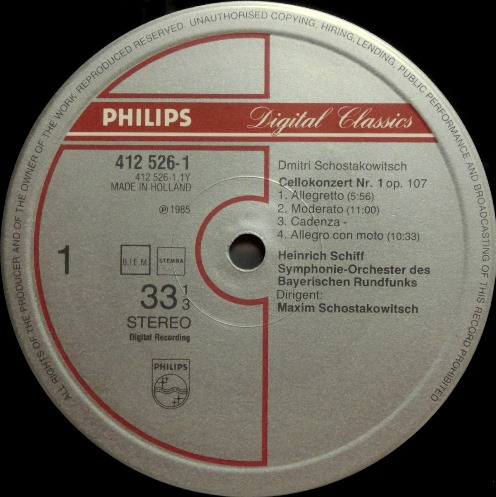 ALL RIGHTS OF THE PRODUCER AND OF THE OWNER OF THE WORK REPRODUCED RESERVED. UNAUTHORISED COPYING, HIRING, LENDING, PUBLIC PERFORMANCE AND BROADCASTING OF THIS RECORD PROHIBITED
PHILIPS
Digital Classics
412 526-1
412 526-1.1Y
MADE IN HOLLAND
℗ 1985
1
B.I.E.M.
STEMRA
33 1/3
STEREO
Digital Recording
PHILIPS
Dmitri Schostakowitsch
Cellokonzert Nr. 1 op. 107
1. Allegretto (5:56)
2. Moderato (11:00)
3. Cadenza -
4. Allegro con moto (10:33)
Heinrich Schiff
Symphonie-Orchester des
Bayerischen Rundfunks
Dirigent:
Maxim Schostakowitsch